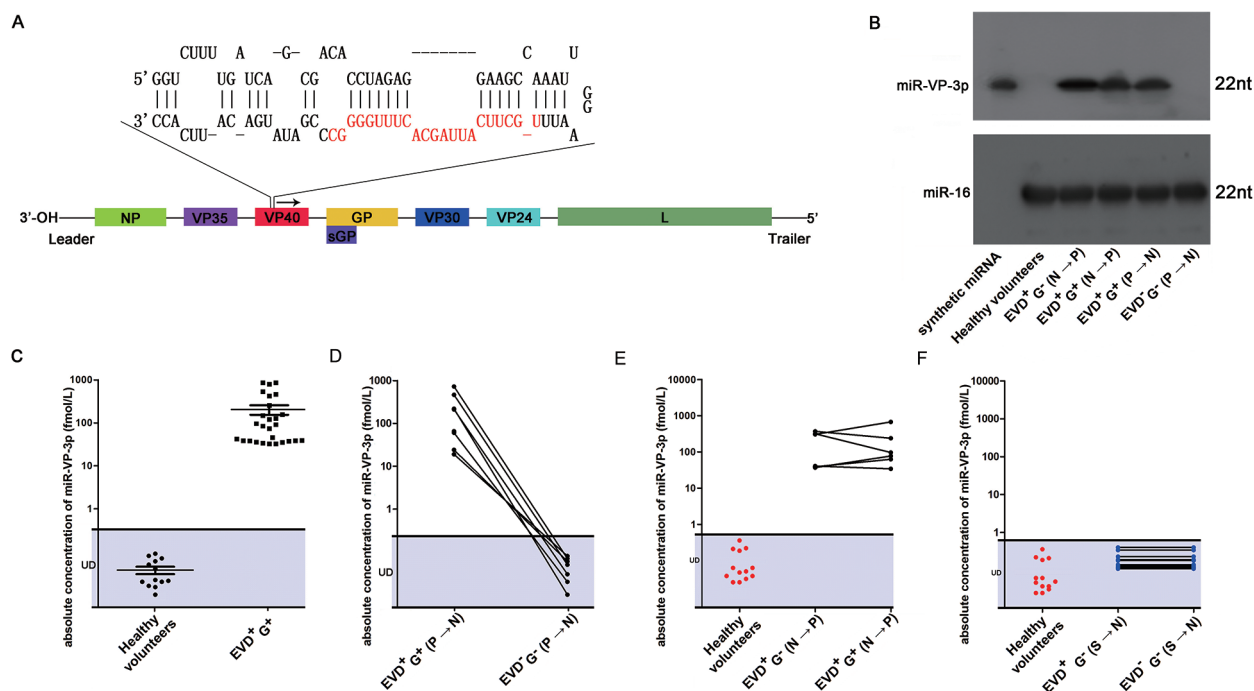 A
CUUU A -G- ACA ------- C U
5' GGU UG UCA CG CCUAGAG GAAGC AAAU G
3' CCA AC AGU GC CCG GGGUUUC ACGAUUA CUUCG U UUUA G
CUU- - AUA - A
3'-OH NP VP35 VP40 GP VP30 VP24 L 5'
Leader sGP Trailer
B
miR-VP-3p 22nt
miR-16 22nt
synthetic miRNA
Healthy volunteers
EVD+ G- (N → P)
EVD+ G+ (N → P)
EVD+ G+ (P → N)
EVD- G- (P → N)
C
absolute concentration of miR-VP-3p (fmol/L)
1000
100
10
1
UD
Healthy
volunteers
EVD+ G+
D
absolute concentration of miR-VP-3p (fmol/L)
1000
100
10
1
UD
EVD+ G+ (P → N)
EVD- G- (P → N)
E
absolute concentration of miR-VP-3p (fmol/L)
10000
1000
100
10
1
UD
Healthy
volunteers
EVD+ G- (N → P)
EVD+ G+ (N → P)
F
absolute concentration of miR-VP-3p (fmol/L)
10000
1000
100
10
1
UD
Healthy
volunteers
EVD+ G- (S → N)
EVD- G- (S → N)